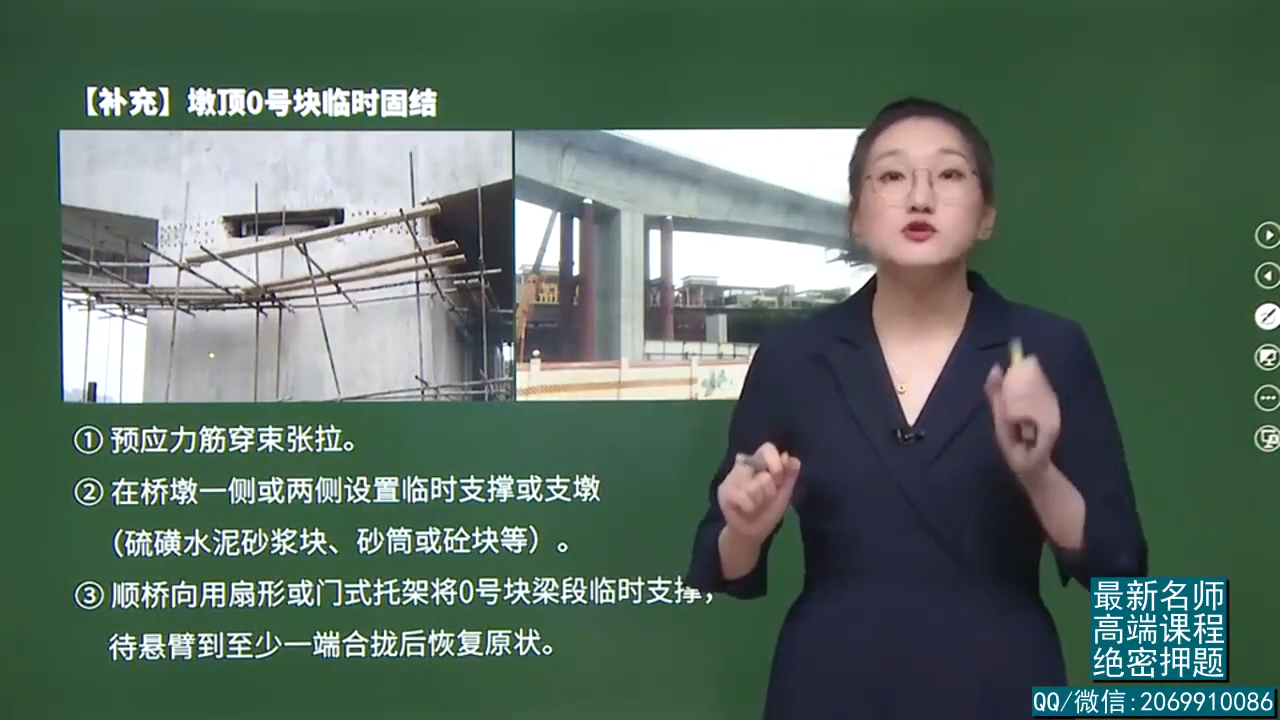 【补充】墩顶0号块临时固结
① 预应力筋穿束张拉。
② 在桥墩一侧或两侧设置临时支撑或支墩
（硫磺水泥砂浆块、砂筒或砼块等）。
③ 顺桥向用扇形或门式托架将0号块梁段临时支撑，
待悬臂到至少一端合拢后恢复原状。
最新名师
高端课程
绝密押题
QQ/微信:2069910086